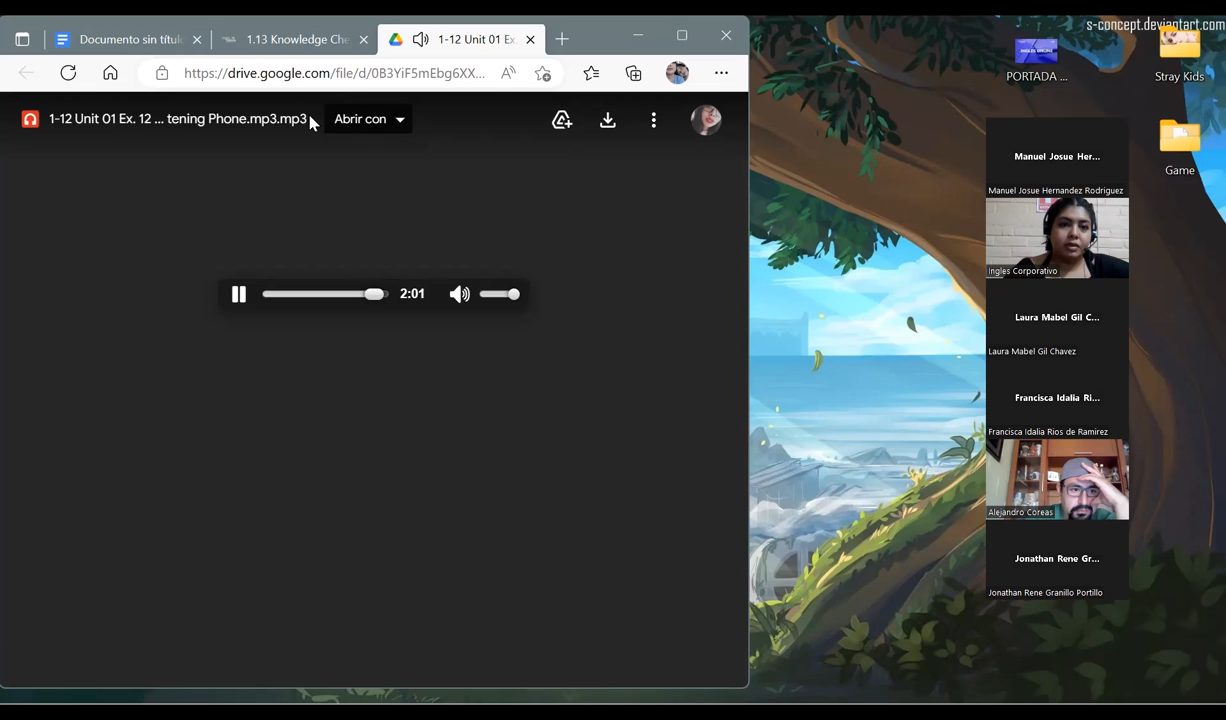 s-concept.deviantart.com
Documento sin títul
1.13 Knowledge Che
1-12 Unit 01 Ex
https://drive.google.com/file/d/0B3YiF5mEbg6XX...
1-12 Unit 01 Ex. 12 ... tening Phone.mp3.mp3
Abrir con
2:01
PORTADA ...
Stray Kids
Game
Manuel Josue Her...
Manuel Josue Hernandez Rodriguez
Ingles Corporativo
Laura Mabel Gil C...
Laura Mabel Gil Chavez
Francisca Idalia Ri...
Francisca Idalia Rios de Ramirez
Alejandro Coreas
Jonathan Rene Gr...
Jonathan Rene Granillo Portillo